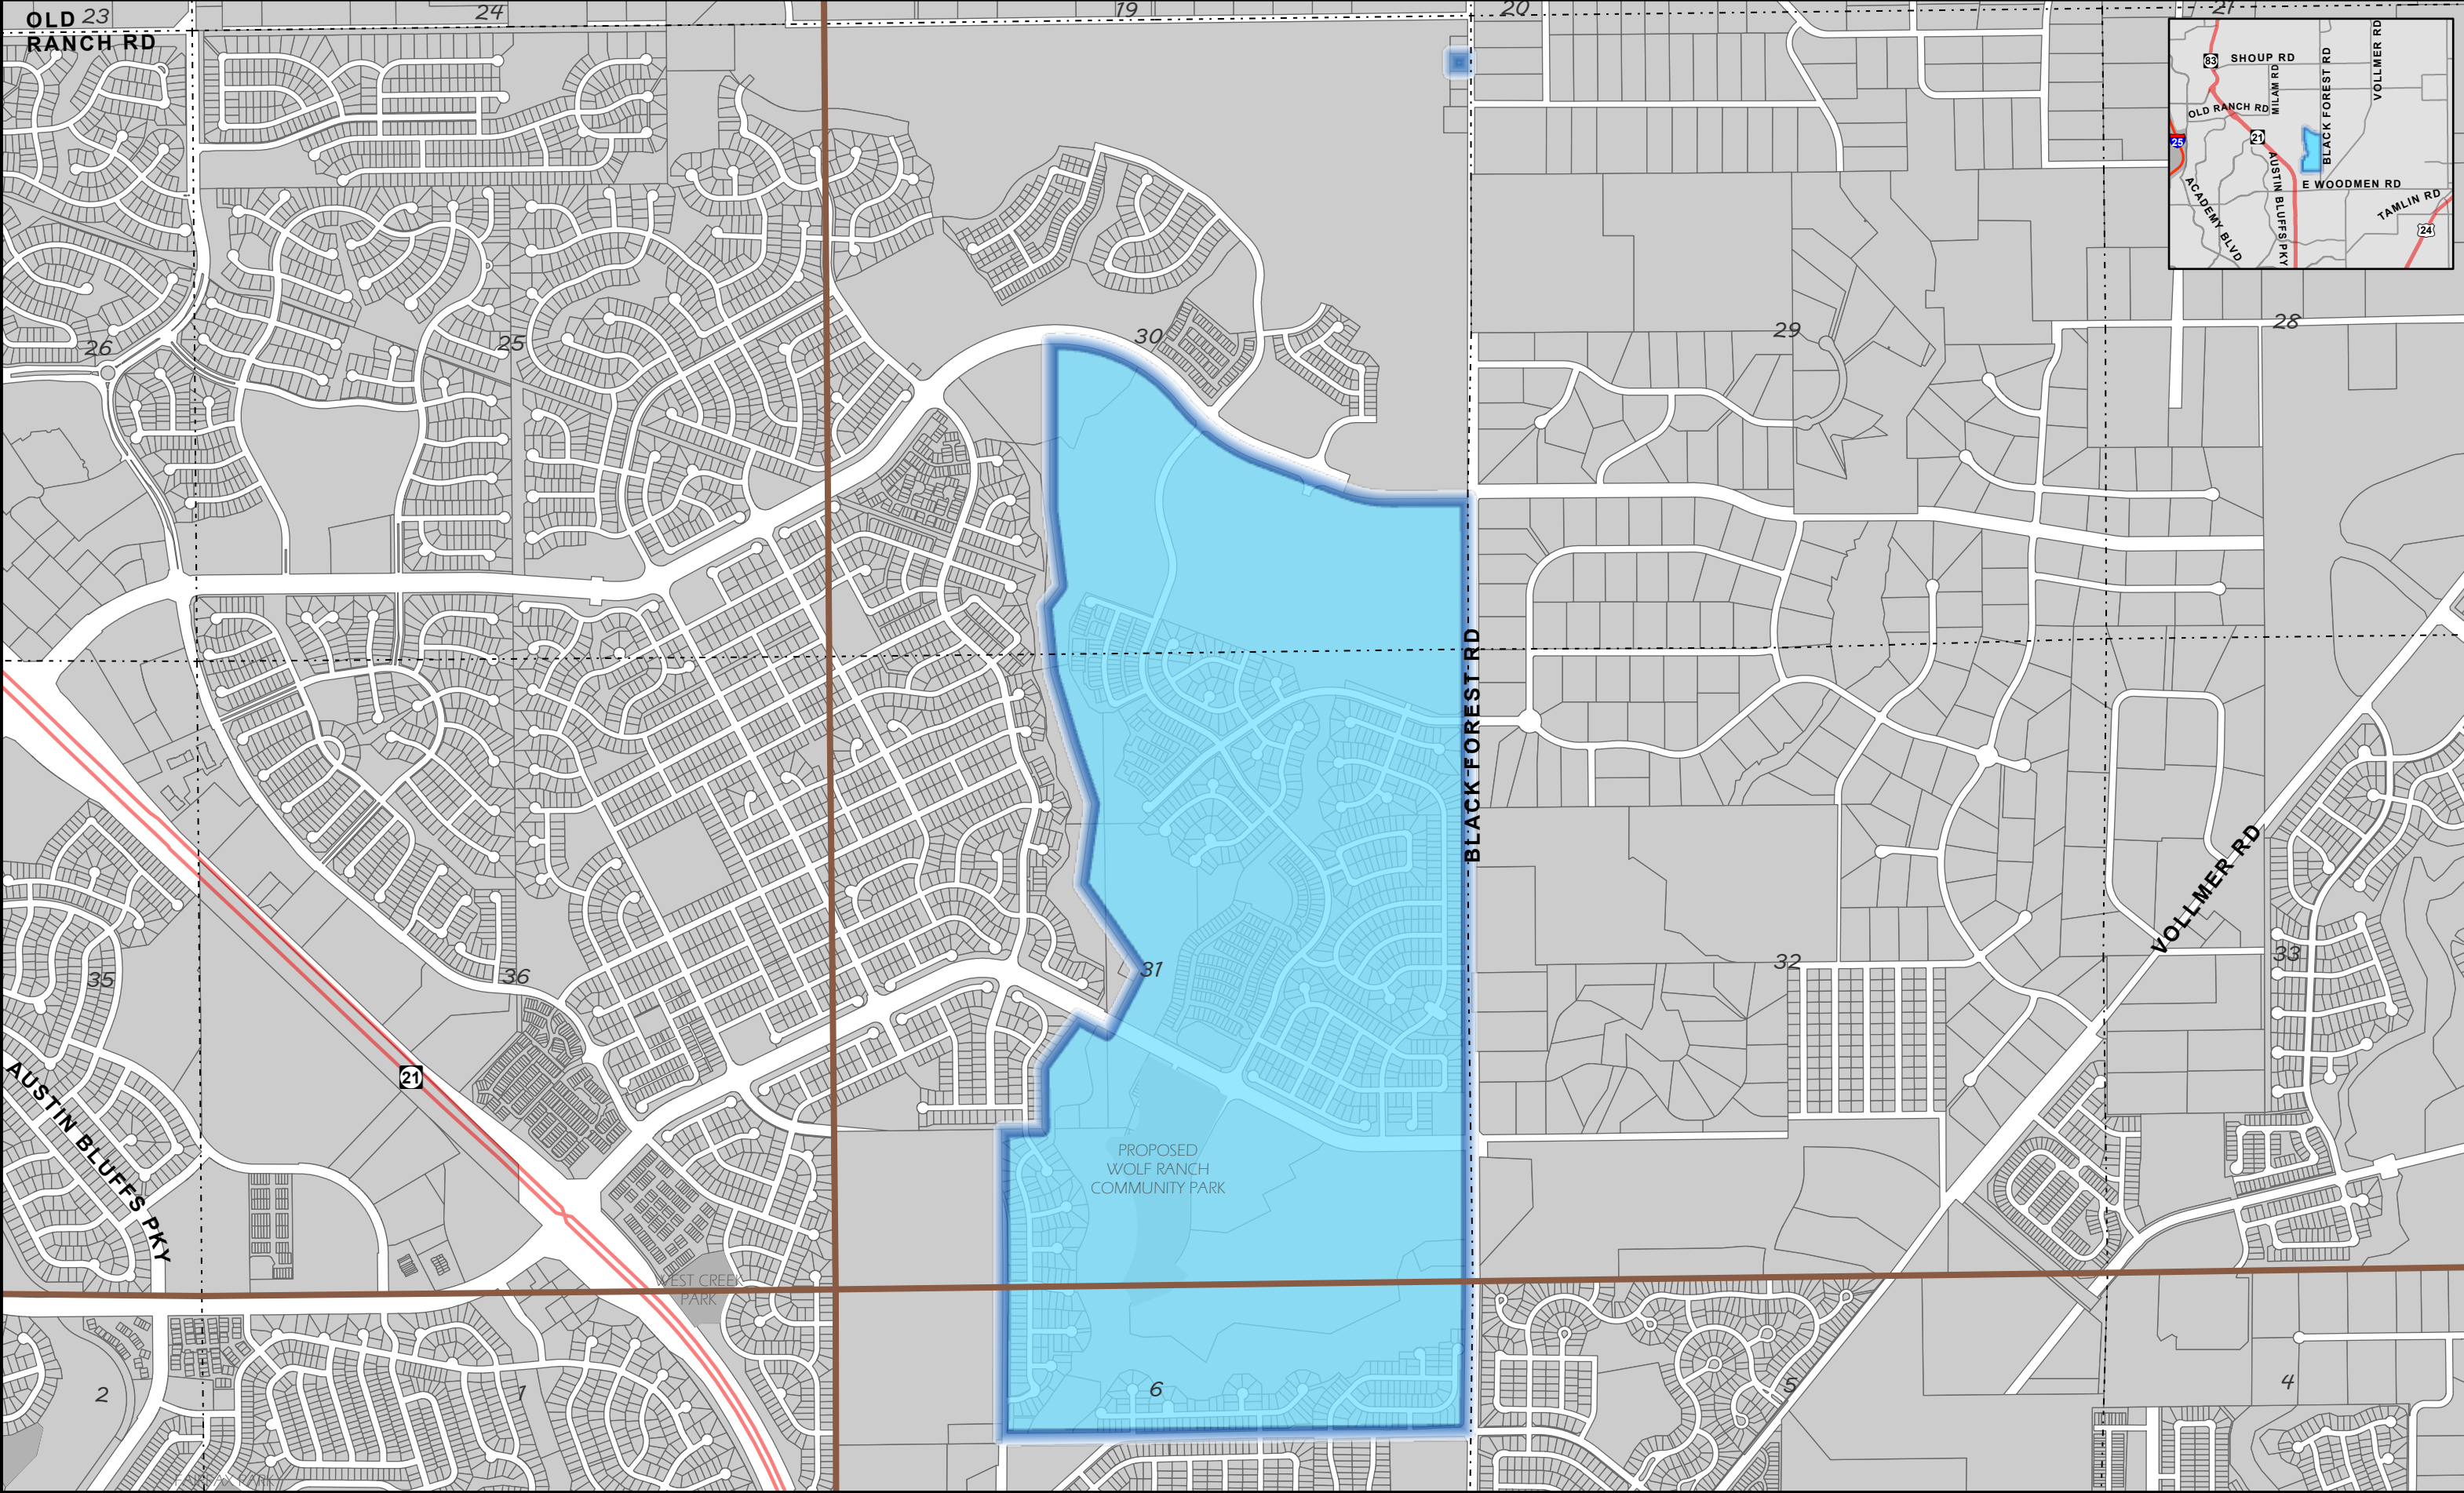 OLD
RANCH RD
23
24
19
20
21
83
SHOUP RD
MILAM RD
BLACK FOREST RD
VOLLMER RD
OLD RANCH RD
25
21
AUSTIN BLUFFS PKY
E WOODMEN RD
ACADEMY BLVD
TAMLIN RD
24
26
25
30
29
28
BLACK FOREST RD
VOLLMER RD
35
36
31
32
33
21
AUSTIN BLUFFS PKY
PROPOSED
WOLF RANCH
COMMUNITY PARK
WEST CREEK
PARK
2
1
6
5
4
FAIRFAX PARK